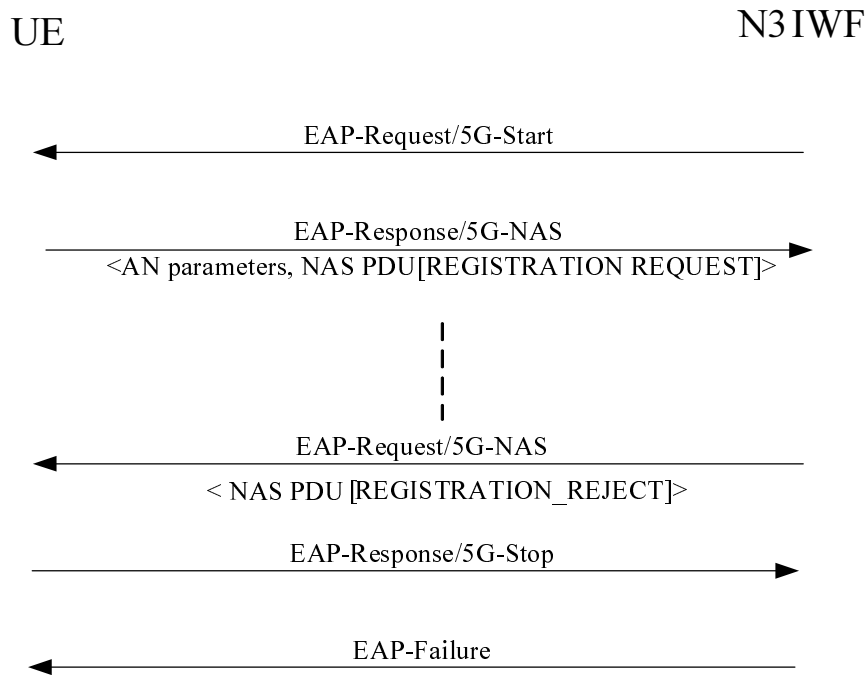 UE
N3IWF
EAP-Request/5G-Start
EAP-Response/5G-NAS
<AN parameters, NAS PDU[REGISTRATION REQUEST]>
EAP-Request/5G-NAS
< NAS PDU [REGISTRATION_REJECT]>
EAP-Response/5G-Stop
EAP-Failure